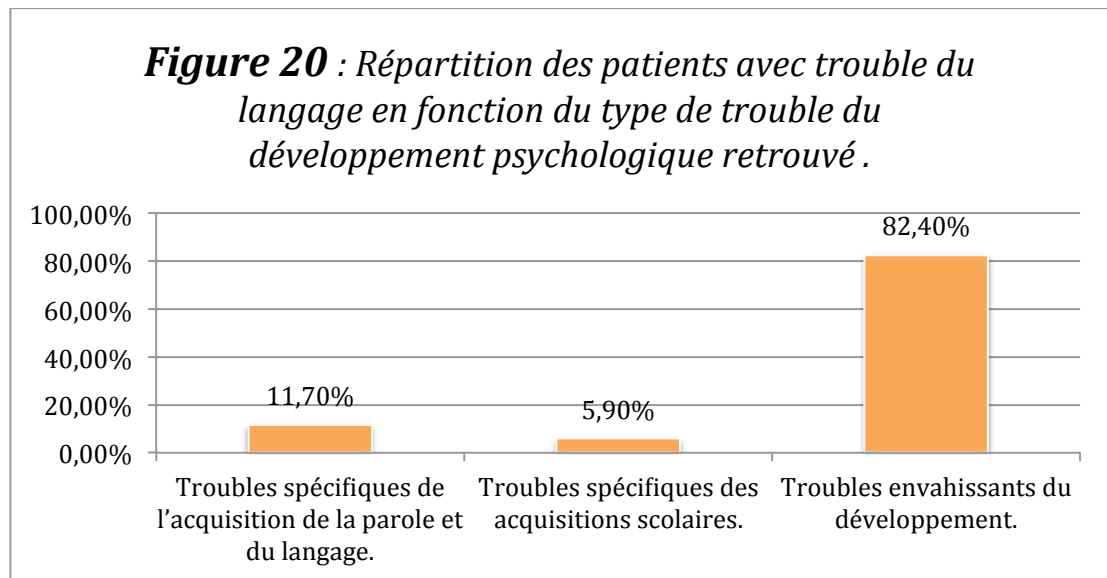 Figure 20 : Répartition des patients avec trouble du
langage en fonction du type de trouble du
développement psychologique retrouvé .
100,00%
80,00%
60,00%
40,00%
20,00%
0,00%
11,70%
5,90%
82,40%
Troubles spécifiques de
l’acquisition de la parole et
du langage.
Troubles spécifiques des
acquisitions scolaires.
Troubles envahissants du
développement.